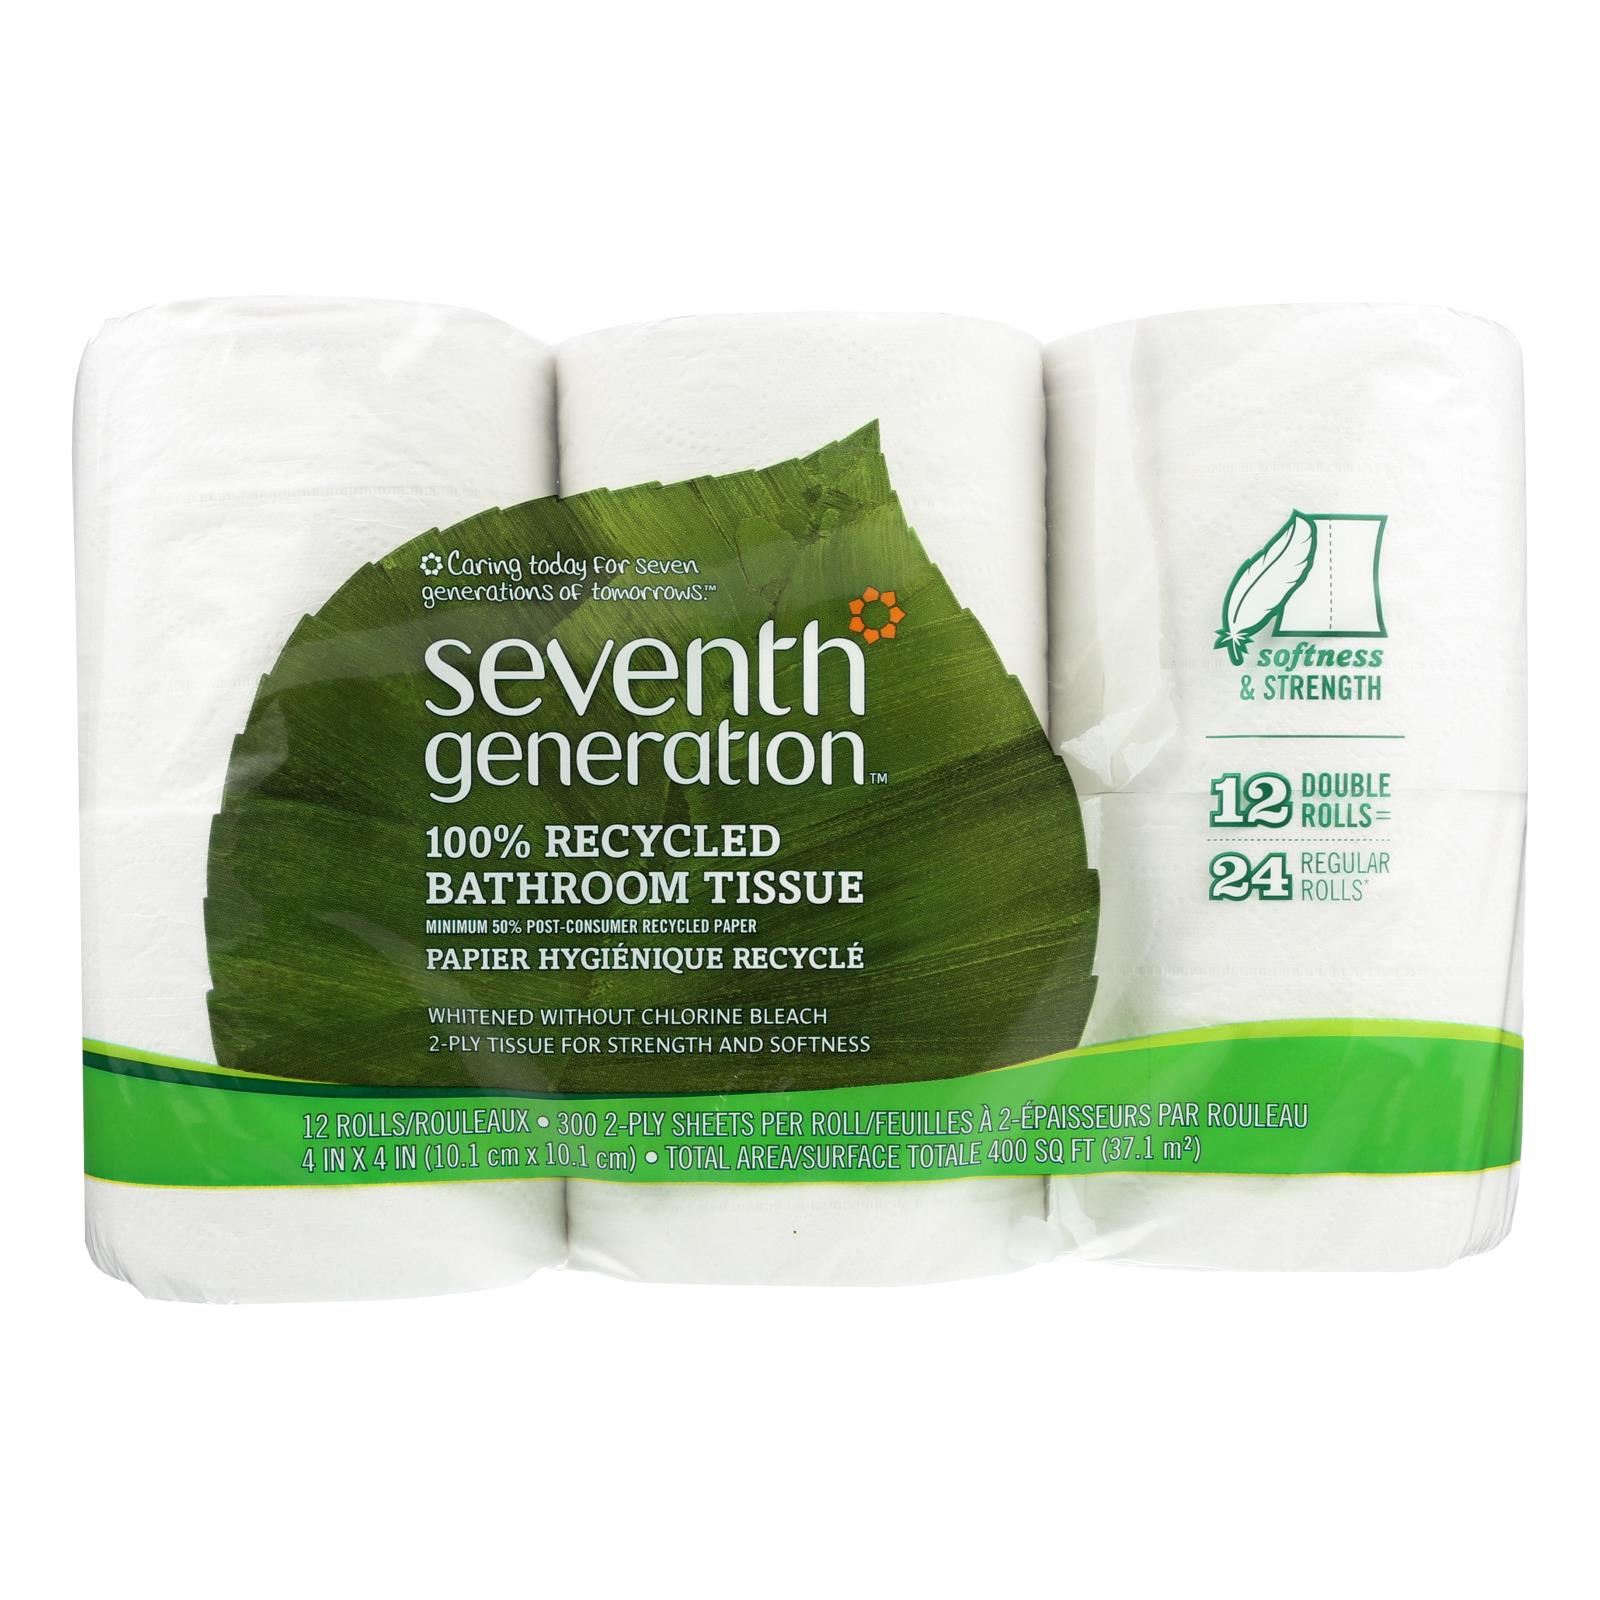 Caring today for seven
generations of tomorrows.™
seventh
generation™
100% RECYCLED
BATHROOM TISSUE
MINIMUM 50% POST-CONSUMER RECYCLED PAPER
PAPIER HYGIÉNIQUE RECYCLÉ
WHITENED WITHOUT CHLORINE BLEACH
2-PLY TISSUE FOR STRENGTH AND SOFTNESS
softness
& STRENGTH
12 DOUBLE
ROLLS=
24 REGULAR
ROLLS*
12 ROLLS/ROULEAUX • 300 2-PLY SHEETS PER ROLL/FEUILLES À 2-ÉPAISSEURS PAR ROULEAU
4 IN X 4 IN (10.1 cm x 10.1 cm) • TOTAL AREA/SURFACE TOTALE 400 SQ FT (37.1 m²)